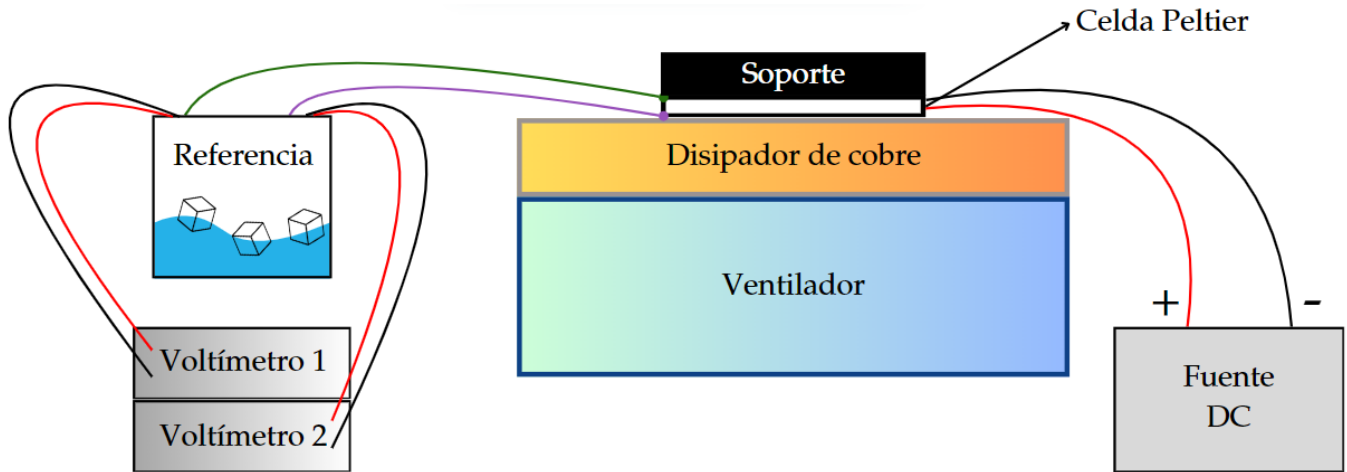 Celda Peltier
Soporte
Referencia
Disipador de cobre
Ventilador
+ -
Voltímetro 1
Voltímetro 2
Fuente
DC